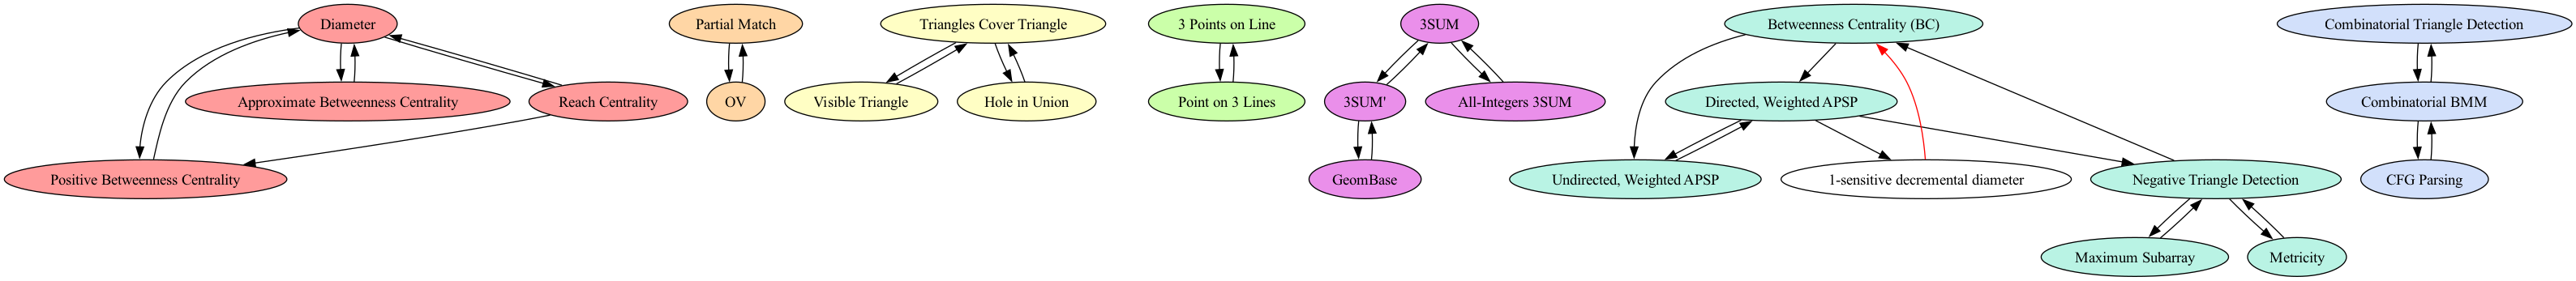 Diameter
Partial Match
Triangles Cover Triangle
3 Points on Line
3SUM
Betweenness Centrality (BC)
Combinatorial Triangle Detection
Approximate Betweenness Centrality
Reach Centrality
OV
Visible Triangle
Hole in Union
Point on 3 Lines
3SUM'
All-Integers 3SUM
Directed, Weighted APSP
Combinatorial BMM
Positive Betweenness Centrality
GeomBase
Undirected, Weighted APSP
1-sensitive decremental diameter
Negative Triangle Detection
CFG Parsing
Maximum Subarray
Metricity